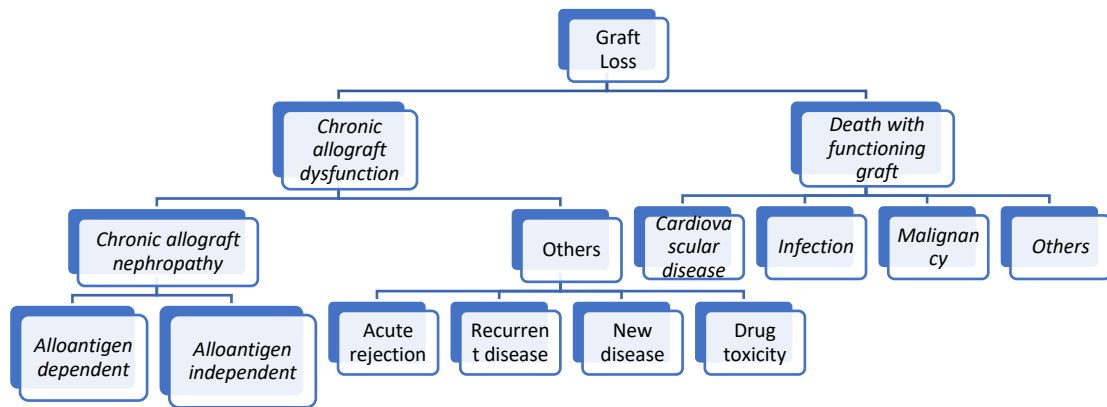 Graft
Loss
Chronic
allograft
dysfunction
Death with
functioning
graft
Chronic allograft
nephropathy
Others
Cardiova
scular
disease
Infection
Malignan
cy
Others
Alloantigen
dependent
Alloantigen
independent
Acute
rejection
Recurren
t disease
New
disease
Drug
toxicity